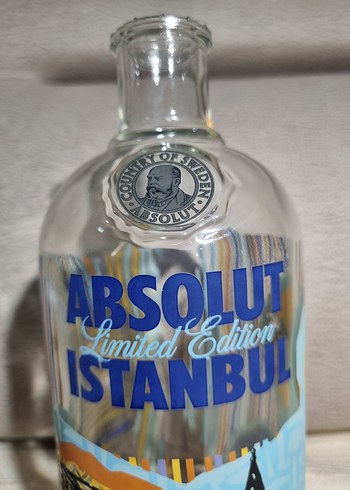 COUNTRY OF SWEDEN
· ABSOLUT ·
ABSOLUT
Limited Edition
ISTANBUL